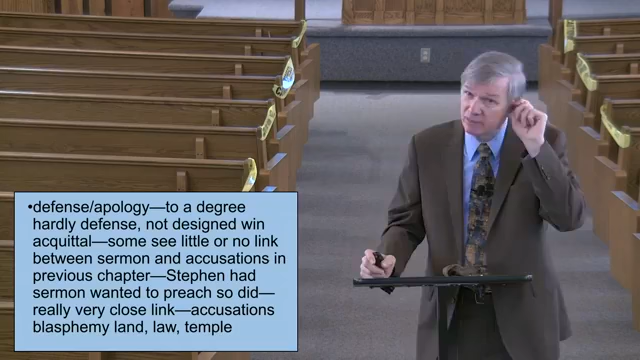 •defense/apology—to a degree
hardly defense, not designed win
acquittal—some see little or no link
between sermon and accusations in
previous chapter—Stephen had
sermon wanted to preach so did—
really very close link—accusations
blasphemy land, law, temple